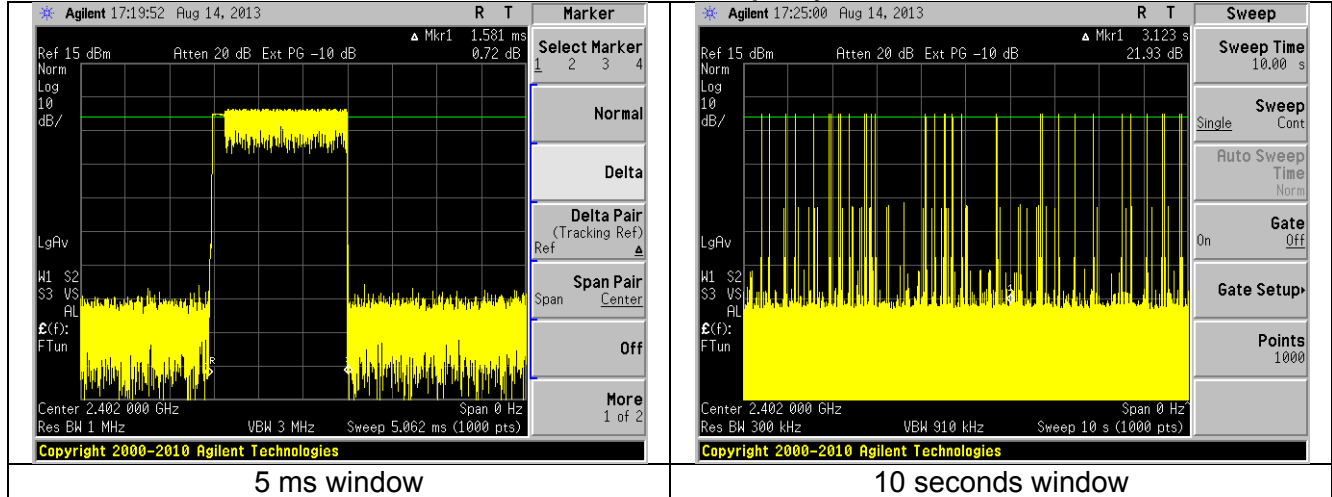 Agilent 17:19:52 Aug 14, 2013 R T Marker
▵ Mkr1 1.581 ms
Ref 15 dBm Atten 20 dB Ext PG -10 dB 0.72 dB
Norm
Log
10
dB/
LgAv
W1 S2
S3 VS
AL
£(f):
FTun
R
1
Center 2.402 000 GHz Span 0 Hz
Res BW 1 MHz VBW 3 MHz Sweep 5.062 ms (1000 pts)
Select Marker
1 2 3 4
Normal
Delta
Delta Pair
(Tracking Ref)
Ref ▵
Span Pair
Span Center
Off
More
1 of 2
Copyright 2000-2010 Agilent Technologies
5 ms window
Agilent 17:25:00 Aug 14, 2013 R T Sweep
▵ Mkr1 3.123 s
Ref 15 dBm Atten 20 dB Ext PG -10 dB 21.93 dB
Norm
Log
10
dB/
LgAv
W1 S2
S3 VS
AL
£(f):
FTun
Center 2.402 000 GHz Span 0 Hz^
Res BW 300 kHz VBW 910 kHz Sweep 10 s (1000 pts)
Sweep Time
10.00 s
Sweep
Single Cont
Auto Sweep
Time
Norm
Gate
On Off
Gate Setup▸
Points
1000
Copyright 2000-2010 Agilent Technologies
10 seconds window